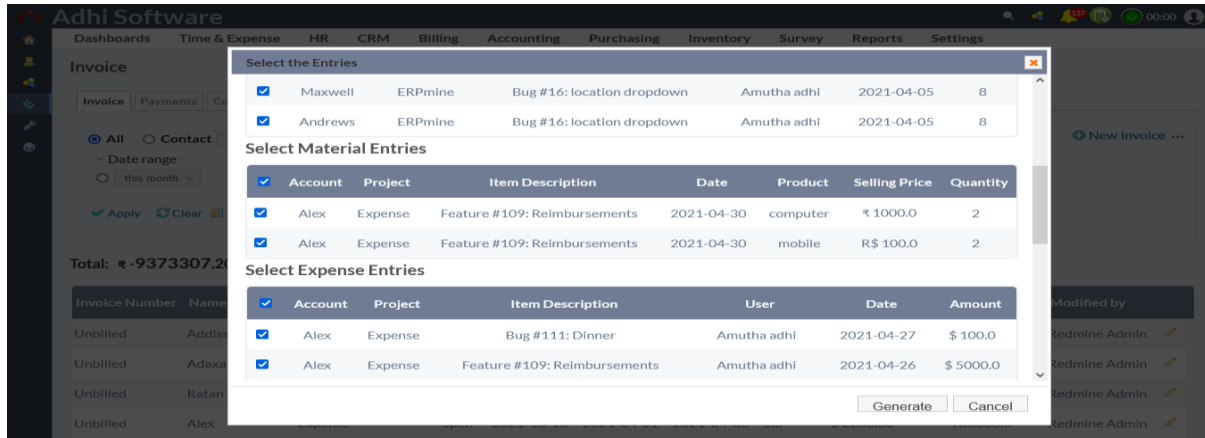 Adhi Software
137
00:00
Dashboards Time & Expense HR CRM Billing Accounting Purchasing Inventory Survey Reports Settings
Invoice
Select the Entries
Maxwell ERPmine Bug #16: location dropdown Amutha adhi 2021-04-05 8
Invoice Payments Co
Andrews ERPmine Bug #16: location dropdown Amutha adhi 2021-04-05 8
All Contact
New Invoice ...
Select Material Entries
Date range
this month
Account Project Item Description Date Product Selling Price Quantity
Apply Clear
Alex Expense Feature #109: Reimbursements 2021-04-30 computer ₹ 1000.0 2
Alex Expense Feature #109: Reimbursements 2021-04-30 mobile R$ 100.0 2
Total: ₹ -9373307.20
Select Expense Entries
Invoice Number Name
Account Project Item Description User Date Amount
Modified by
Unbilled Addiss
Alex Expense Bug #111: Dinner Amutha adhi 2021-04-27 $ 100.0
Redmine Admin
Unbilled Adaxa
Alex Expense Feature #109: Reimbursements Amutha adhi 2021-04-26 $ 5000.0
Redmine Admin
Unbilled Ratan
Redmine Admin
Generate Cancel
Unbilled Alex
Redmine Admin